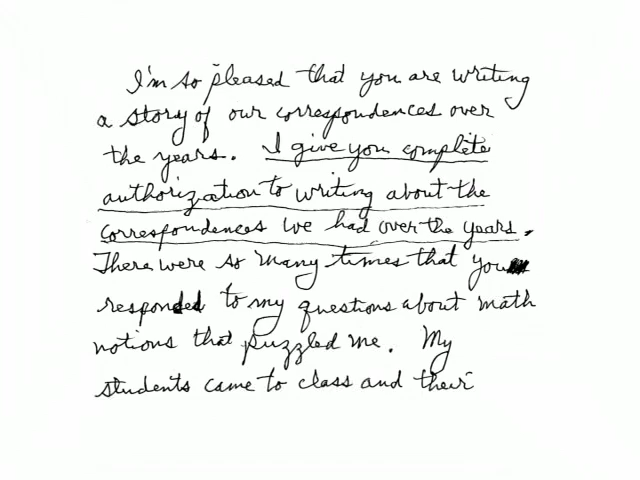 I'm so pleased that you are writing
a story of our correspondences over
the years. I give you complete
authorization to writing about the
correspondences we had over the years.
There were so many times that you
responded to my questions about math
notions that puzzled me. My
students came to class and their